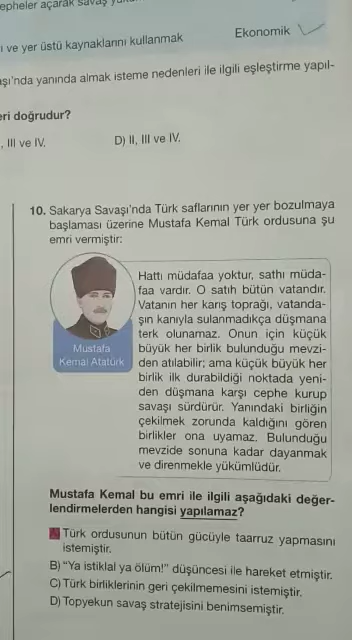 epheler açarak savaş
i ve yer üstü kaynaklarını kullanmak
Ekonomik
şı'nda yanında almak isteme nedenleri ile ilgili eşleştirme yapıl-
eri doğrudur?
, III ve IV.
D) II, III ve IV.
10. Sakarya Savaşı'nda Türk saflarının yer yer bozulmaya
başlaması üzerine Mustafa Kemal Türk ordusuna şu
emri vermiştir:
Hattı müdafaa yoktur, sathı müda-
faa vardır. O satıh bütün vatandır.
Vatanın her karış toprağı, vatanda-
şın kanıyla sulanmadıkça düşmana
terk olunamaz. Onun için küçük
büyük her birlik bulunduğu mevzi-
den atılabilir; ama küçük büyük her
birlik ilk durabildiği noktada yeni-
den düşmana karşı cephe kurup
savaşı sürdürür. Yanındaki birliğin
çekilmek zorunda kaldığını gören
birlikler ona uyamaz. Bulunduğu
mevzide sonuna kadar dayanmak
ve direnmekle yükümlüdür.
Mustafa
Kemal Atatürk
Mustafa Kemal bu emri ile ilgili aşağıdaki değer-
lendirmelerden hangisi yapılamaz?
A) Türk ordusunun bütün gücüyle taarruz yapmasını
istemiştir.
B) "Ya istiklal ya ölüm!" düşüncesi ile hareket etmiştir.
C) Türk birliklerinin geri çekilmemesini istemiştir.
D) Topyekun savaş stratejisini benimsemiştir.